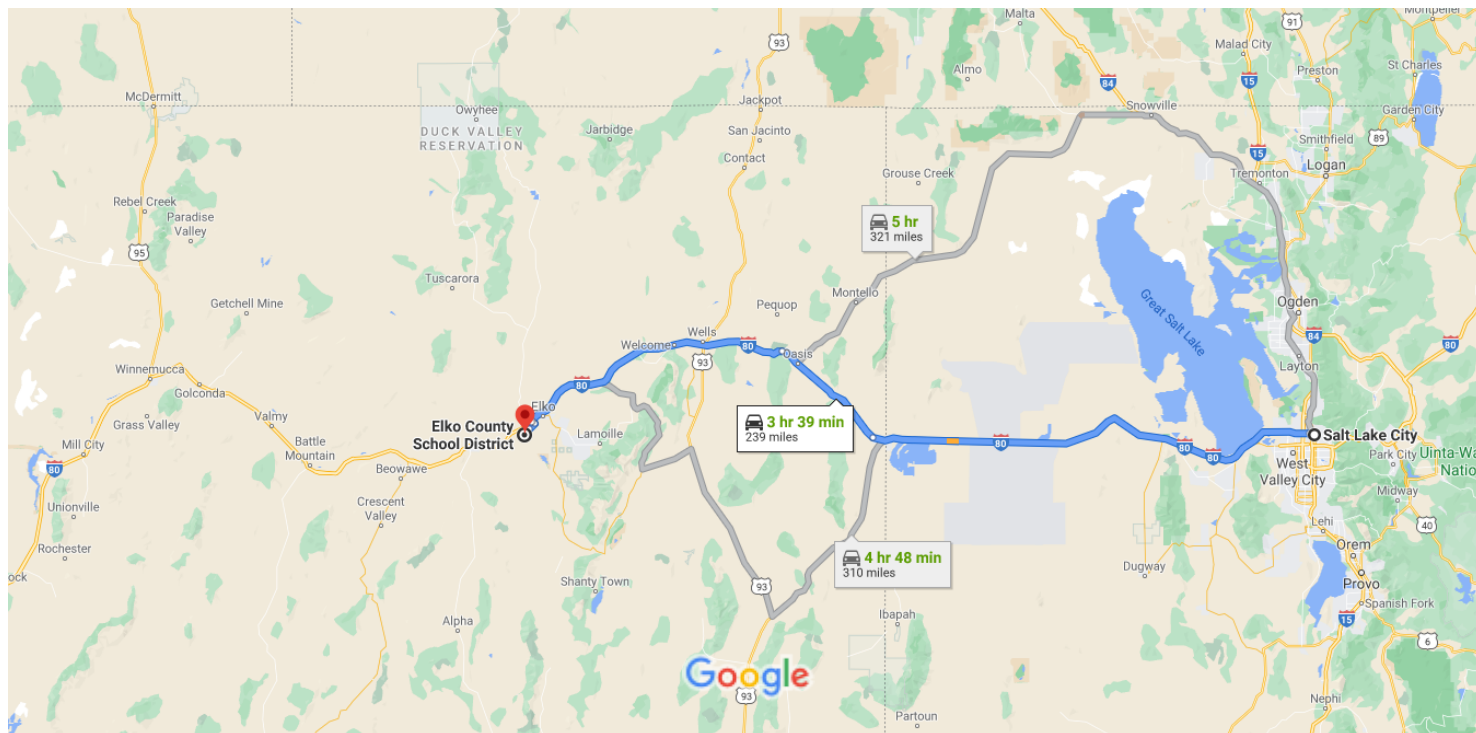 Malta
Montpelier
93
91
Malad City
St Charles
Almo
84
15
Preston
McDermitt
Jackpot
Snowville
Garden City
Owyhee
DUCK VALLEY
RESERVATION
Jarbidge
San Jacinto
Smithfield
89
Contact
15
Logan
Grouse Creek
Tremonton
Rebel Creek
Paradise
Valley
5 hr
321 miles
95
Tuscarora
Montello
Great Salt Lake
Getchell Mine
Pequop
Ogden
Wells
84
80
Welcome
80
Oasis
93
Layton
Winnemucca
80
Golconda
Elko
Valmy
Grass Valley
Elko County
School District
Lamoille
3 hr 39 min
239 miles
Salt Lake City
Mill City
Battle
Mountain
80
80
80
West
Valley City
Park City
Uinta-Wa
Natio
80
Beowawe
Unionville
Crescent
Valley
Midway
Lehi
40
Rochester
4 hr 48 min
310 miles
Orem
ock
Shanty Town
93
Dugway
Provo
Spanish Fork
Alpha
Ibapah
15
6
Google
93
Nephi
Partoun